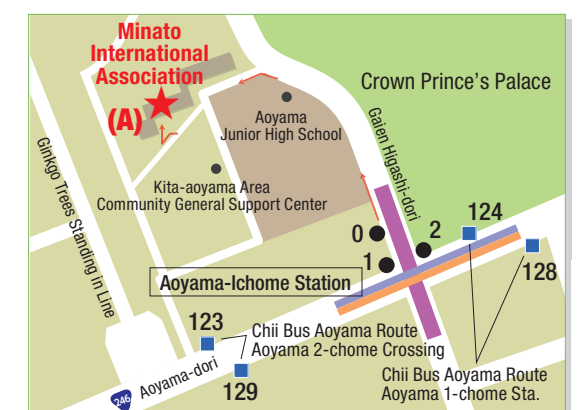 Minato
International
Association
(A)
Crown Prince's Palace
Aoyama
Junior High School
Gaien Higashi-dori
Ginkgo Trees Standing in Line
Kita-aoyama Area
Community General Support Center
0
1
2
124
128
Aoyama-Ichome Station
123
Chii Bus Aoyama Route
Aoyama 2-chome Crossing
129
Aoyama-dori
246
Chii Bus Aoyama Route
Aoyama 1-chome Sta.